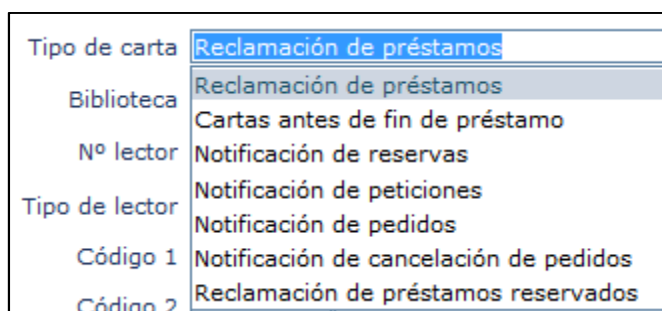 Tipo de carta Reclamación de préstamos
Reclamación de préstamos
Biblioteca
Cartas antes de fin de préstamo
Nº lector Notificación de reservas
Notificación de peticiones
Tipo de lector
Notificación de pedidos
Código 1 Notificación de cancelación de pedidos
Código 2 Reclamación de préstamos reservados